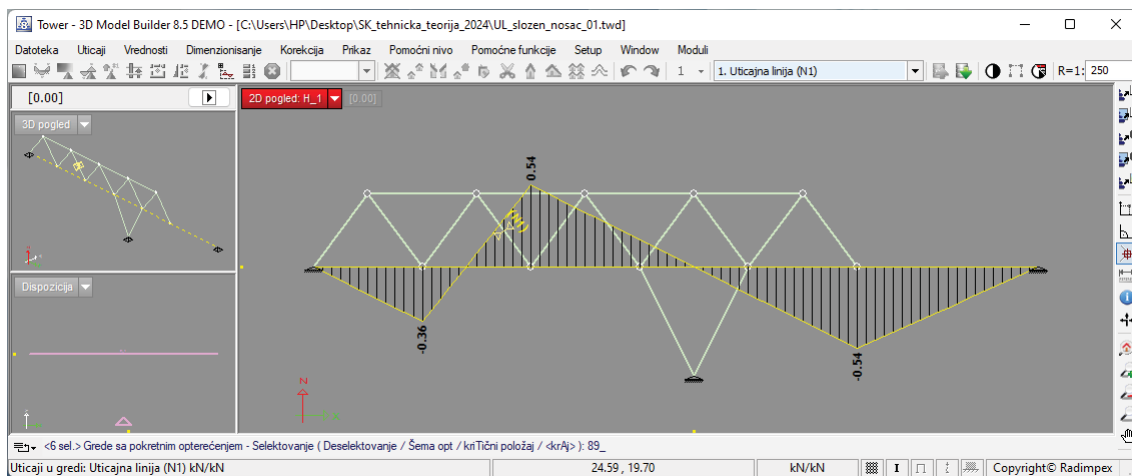 Tower - 3D Model Builder 8.5 DEMO - [C:\Users\HP\Desktop\SK_tehnicka_teorija_2024\UL_slozen_nosac_01.twd]
Datoteka Uticaji Vrednosti Dimenzionisanje Korekcija Prikaz Pomoćni nivo Pomoćne funkcije Setup Window Moduli
1 1. Uticajna linija (N1) R=1: 250
[0.00]
2D pogled: H_1 [0.00]
3D pogled
0.54
(N1)
Dispozicija
-0.36
-0.54
N
<6 sel.> Grede sa pokretnim opterećenjem - Selektovanje ( Deselektovanje / Šema opt / kriTični položaj / <krAj> ): 89_
Uticaji u gredi: Uticajna linija (N1) kN/kN 24.59 , 19.70 kN/kN I Copyright© Radimpex